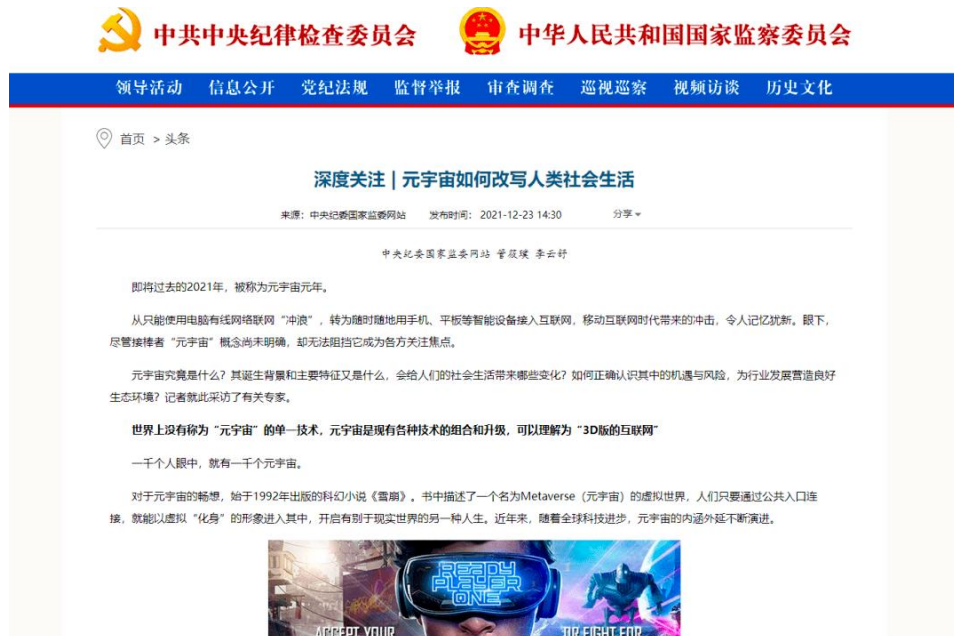 中共中央纪律检查委员会 中华人民共和国国家监察委员会
领导活动 信息公开 党纪法规 监督举报 审查调查 巡视巡察 视频访谈 历史文化
首页 > 头条
深度关注 | 元宇宙如何改写人类社会生活
来源：中央纪委国家监委网站 发布时间：2021-12-23 14:30 分享
中央纪委国家监委网站 管筱璞 李云舒
即将过去的2021年，被称为元宇宙元年。
从只能使用电脑有线网络联网“冲浪”，转为随时随地用手机、平板等智能设备接入互联网，移动互联网时代带来的冲击，令人记忆犹新。眼下，
尽管接棒者“元宇宙”概念尚未明确，却无法阻挡它成为各方关注焦点。
元宇宙究竟是什么？其诞生背景和主要特征又是什么，会给人们的社会生活带来哪些变化？如何正确认识其中的机遇与风险，为行业发展营造良好
生态环境？记者就此采访了有关专家。
世界上没有称为“元宇宙”的单一技术，元宇宙是现有各种技术的组合和升级，可以理解为“3D版的互联网”
一千个人眼中，就有一千个元宇宙。
对于元宇宙的畅想，始于1992年出版的科幻小说《雪崩》。书中描述了一个名为Metaverse（元宇宙）的虚拟世界，人们只要通过公共入口连
接，就能以虚拟“化身”的形象进入其中，开启有别于现实世界的另一种人生。近年来，随着全球科技进步，元宇宙的内涵外延不断演进。
READY
PLAYER
ONE
ACCEPT YOUR OR FIGHT FOR